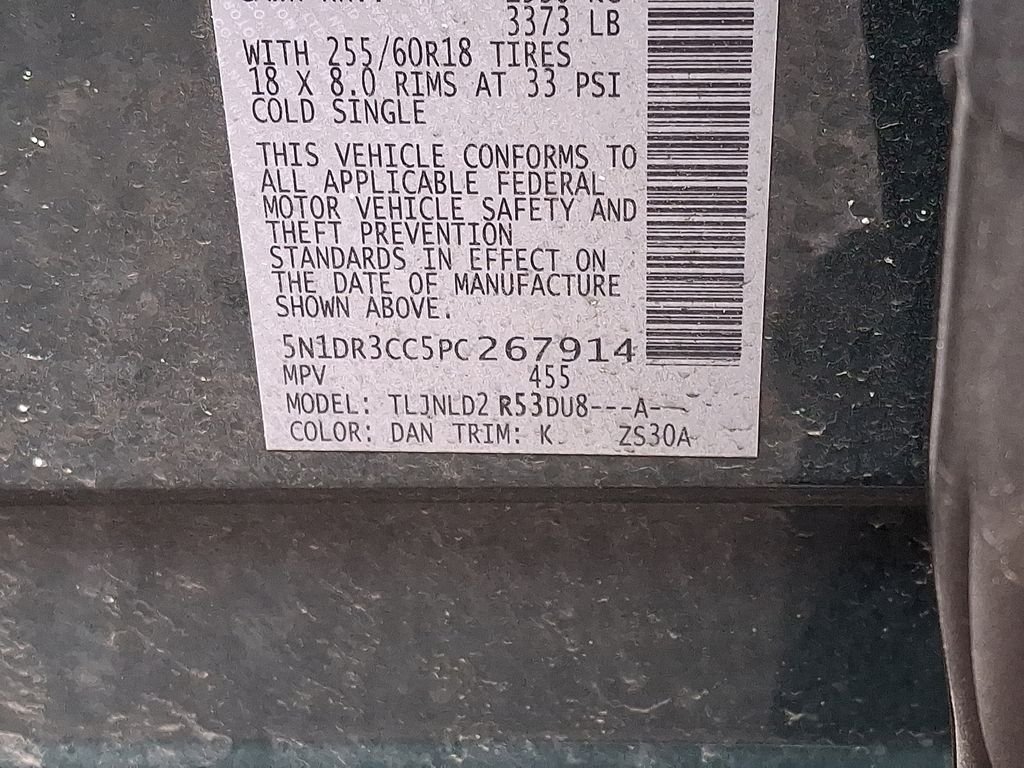 3373 LB
WITH 255/60R18 TIRES
18 X 8.0 RIMS AT 33 PSI
COLD SINGLE
THIS VEHICLE CONFORMS TO
ALL APPLICABLE FEDERAL
MOTOR VEHICLE SAFETY AND
THEFT PREVENTION
STANDARDS IN EFFECT ON
THE DATE OF MANUFACTURE
SHOWN ABOVE.
5N1DR3CC5PC267914
MPV 455
MODEL: TLJNLD2 R53DU8---A--
COLOR: DAN TRIM: K ZS30A